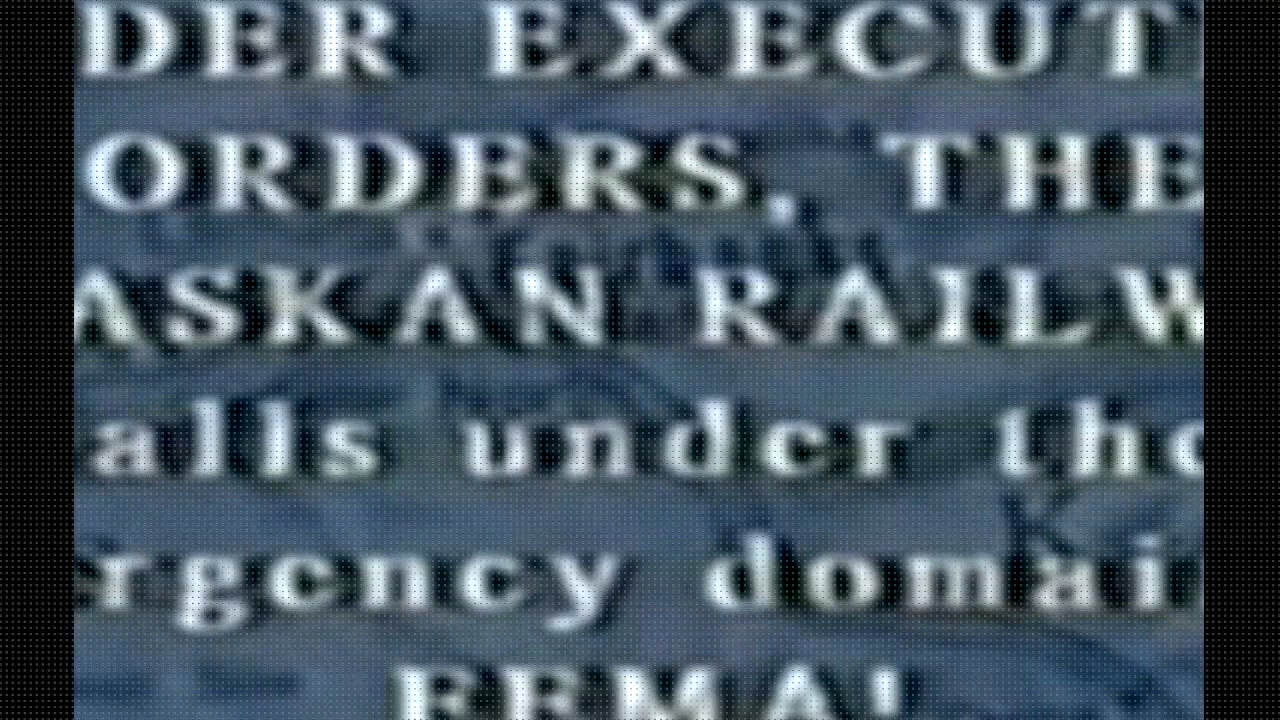 DER EXECUT
ORDERS, THE
ASKAN RAILW
alls under the
rgency domai
FEMA!